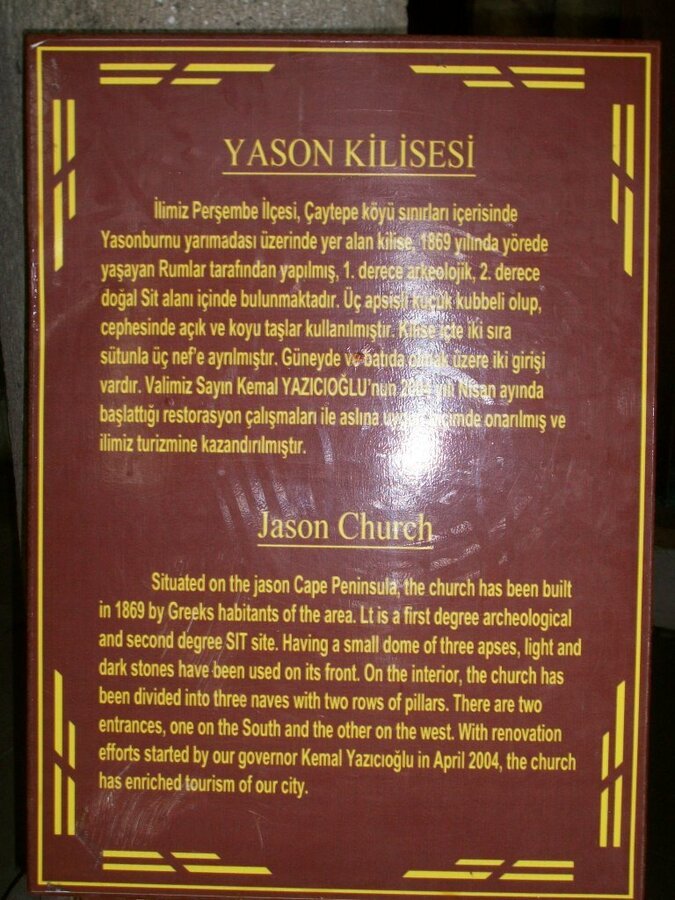 YASON KİLİSESİ
İlimiz Perşembe İlçesi, Çaytepe köyü sınırları içerisinde
Yasonburnu yarımadası üzerinde yer alan kilise, 1869 yılında yörede
yaşayan Rumlar tarafından yapılmış, 1. derece arkeolojik, 2. derece
doğal Sit alanı içinde bulunmaktadır. Üç apsisli küçük kubbeli olup,
cephesinde açık ve koyu taşlar kullanılmıştır. Kilise içte iki sıra
sütunla üç nef'e ayrılmıştır. Güneyde ve batıda olmak üzere iki girişi
vardır. Valimiz Sayın Kemal YAZICIOĞLU'nun Nisan ayında
başlattığı restorasyon çalışmaları ile aslına onarılmış ve
ilimiz turizmine kazandırılmıştır.
Jason Church
Situated on the jason Cape Peninsula, the church has been built
in 1869 by Greeks habitants of the area. Lt is a first degree archeological
and second degree SIT site. Having a small dome of three apses, light and
dark stones have been used on its front. On the interior, the church has
been divided into three naves with two rows of pillars. There are two
entrances, one on the South and the other on the west. With renovation
efforts started by our governor Kemal Yazıcıoğlu in April 2004, the church
has enriched tourism of our city.